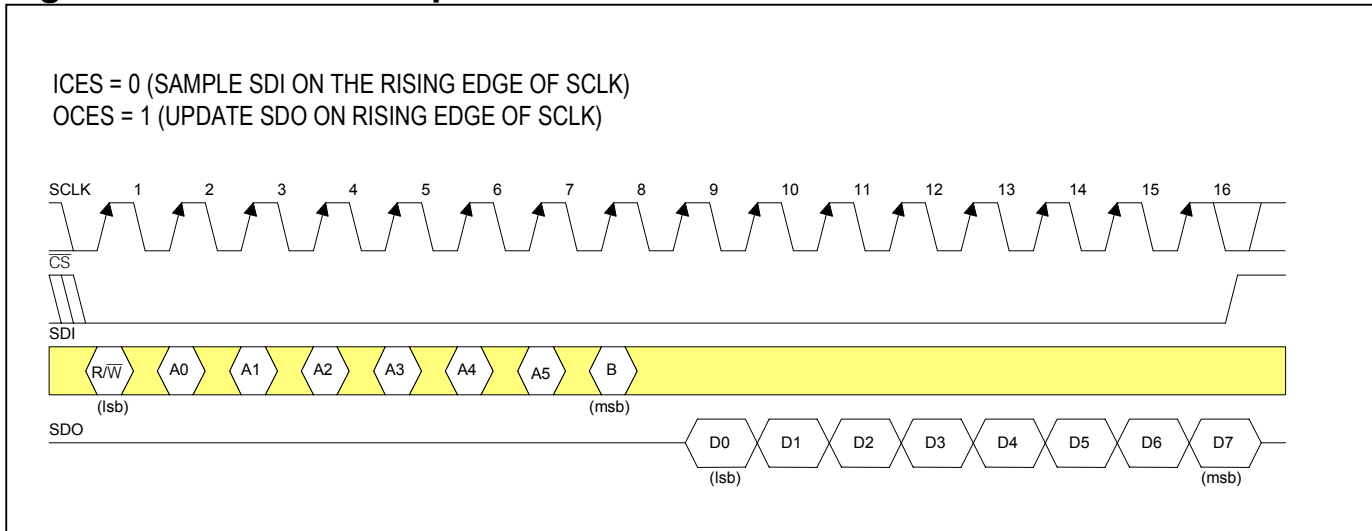 ICES = 0 (SAMPLE SDI ON THE RISING EDGE OF SCLK)
OCES = 1 (UPDATE SDO ON RISING EDGE OF SCLK)
SCLK 1 2 3 4 5 6 7 8 9 10 11 12 13 14 15 16
CS
SDI
R/W A0 A1 A2 A3 A4 A5 B
(lsb) (msb)
SDO
D0 D1 D2 D3 D4 D5 D6 D7
(lsb) (msb)